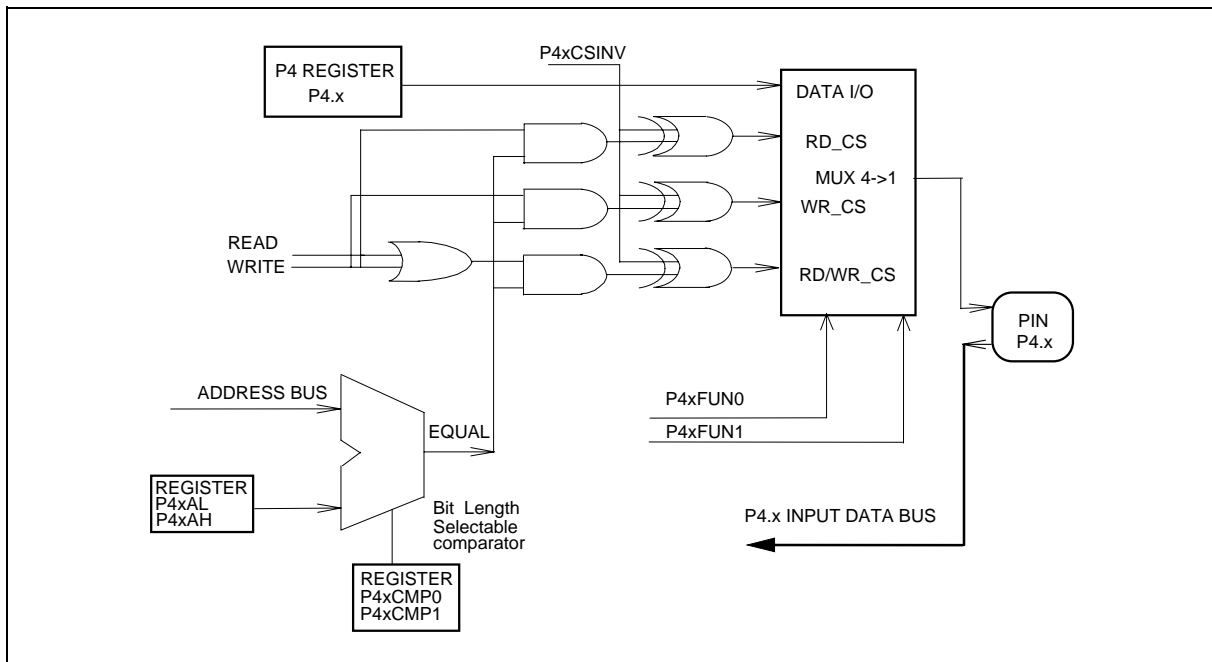 P4xCSINV
P4 REGISTER
P4.x
DATA I/O
RD_CS
MUX 4->1
WR_CS
READ
WRITE
RD/WR_CS
PIN
P4.x
ADDRESS BUS
P4xFUN0
EQUAL
P4xFUN1
REGISTER
P4xAL
P4xAH
Bit Length
Selectable
comparator
P4.x INPUT DATA BUS
REGISTER
P4xCMP0
P4xCMP1